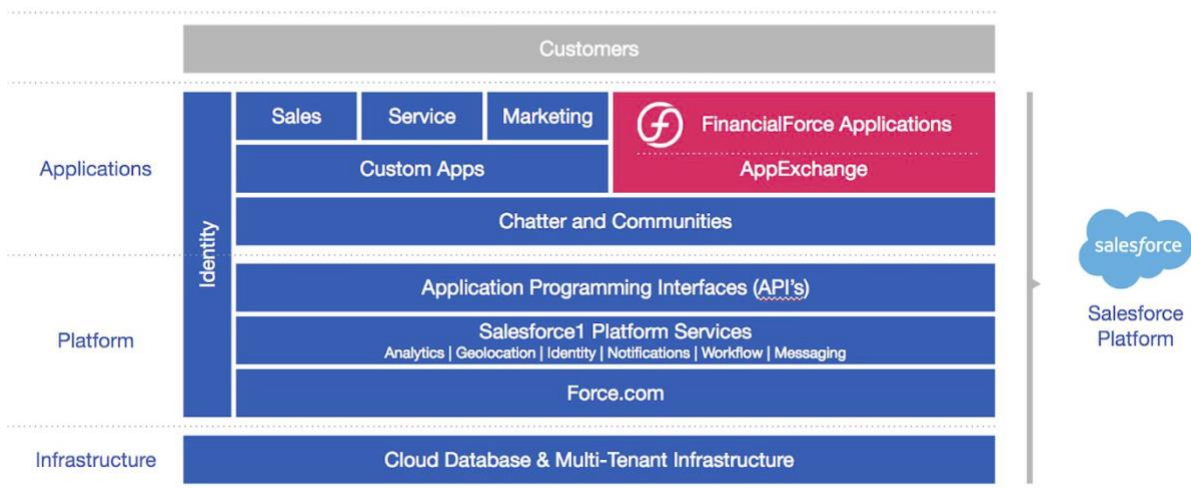 Customers
Applications
Identity
Sales
Service
Marketing
FinancialForce Applications
Custom Apps
AppExchange
Chatter and Communities
Platform
Application Programming Interfaces (API's)
Salesforce1 Platform Services
Analytics | Geolocation | Identity | Notifications | Workflow | Messaging
Force.com
Infrastructure
Cloud Database & Multi-Tenant Infrastructure
salesforce
Salesforce
Platform